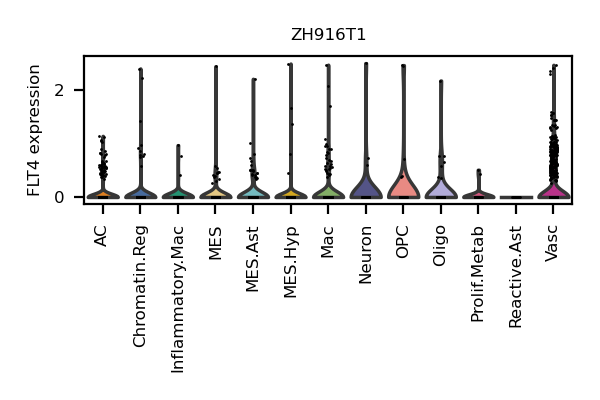 ZH916T1
FLT4 expression
2
0
AC
Chromatin.Reg
Inflammatory.Mac
MES
MES.Ast
MES.Hyp
Mac
Neuron
OPC
Oligo
Prolif.Metab
Reactive.Ast
Vasc